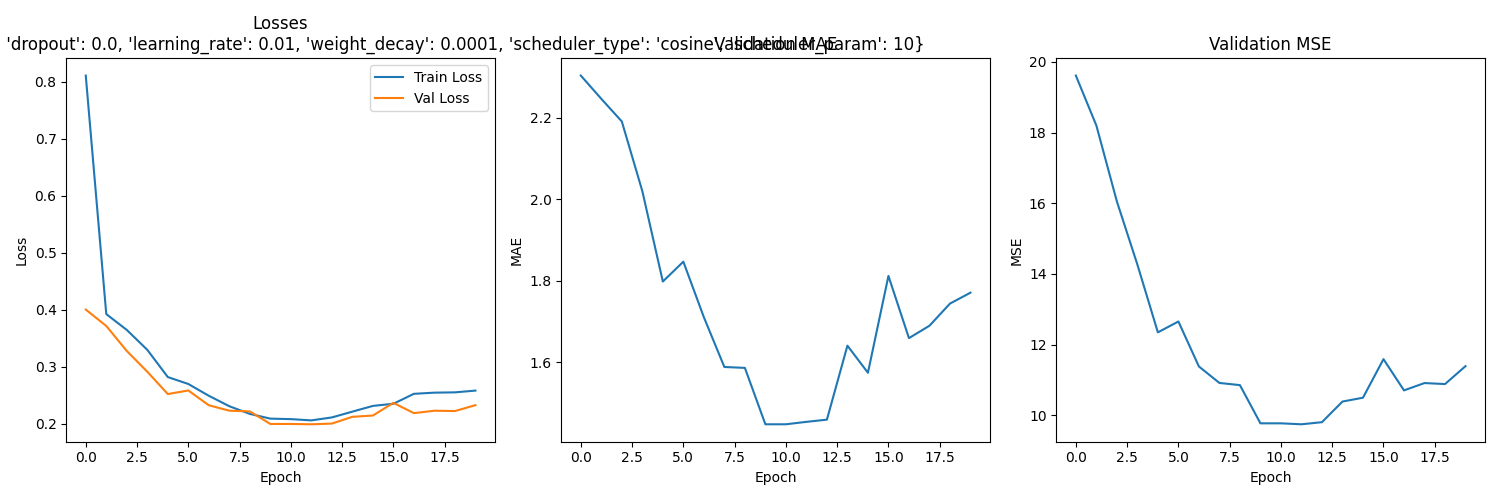 Losses
'dropout': 0.0, 'learning_rate': 0.01, 'weight_decay': 0.0001, 'scheduler_type': 'cosine', 'scheduler_param': 10}
Validation MAE
Validation MSE
Train Loss
Val Loss
0.8
0.7
0.6
0.5
0.4
0.3
0.2
Loss
0.0 2.5 5.0 7.5 10.0 12.5 15.0 17.5
Epoch
2.2
2.0
1.8
1.6
MAE
0.0 2.5 5.0 7.5 10.0 12.5 15.0 17.5
Epoch
20
18
16
14
12
10
MSE
0.0 2.5 5.0 7.5 10.0 12.5 15.0 17.5
Epoch